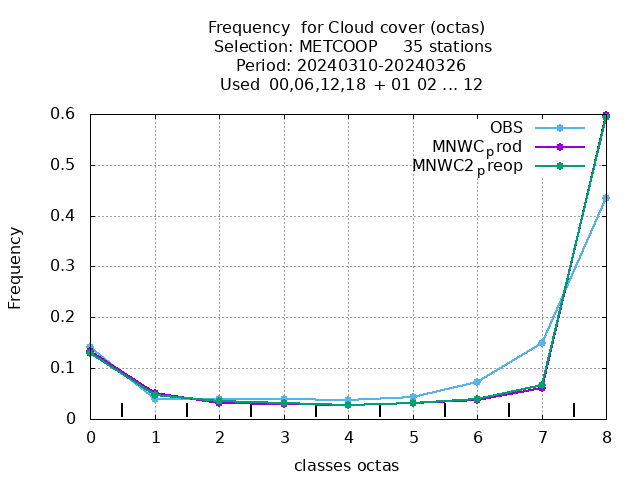 Frequency  for Cloud cover (octas)
Selection: METCOOP     35 stations
Period: 20240310-20240326
Used  00,06,12,18  + 01 02 ... 12
OBS
MNWCprod
MNWC2preop
Frequency
0.6
0.5
0.4
0.3
0.2
0.1
0
0 1 2 3 4 5 6 7 8
classes octas